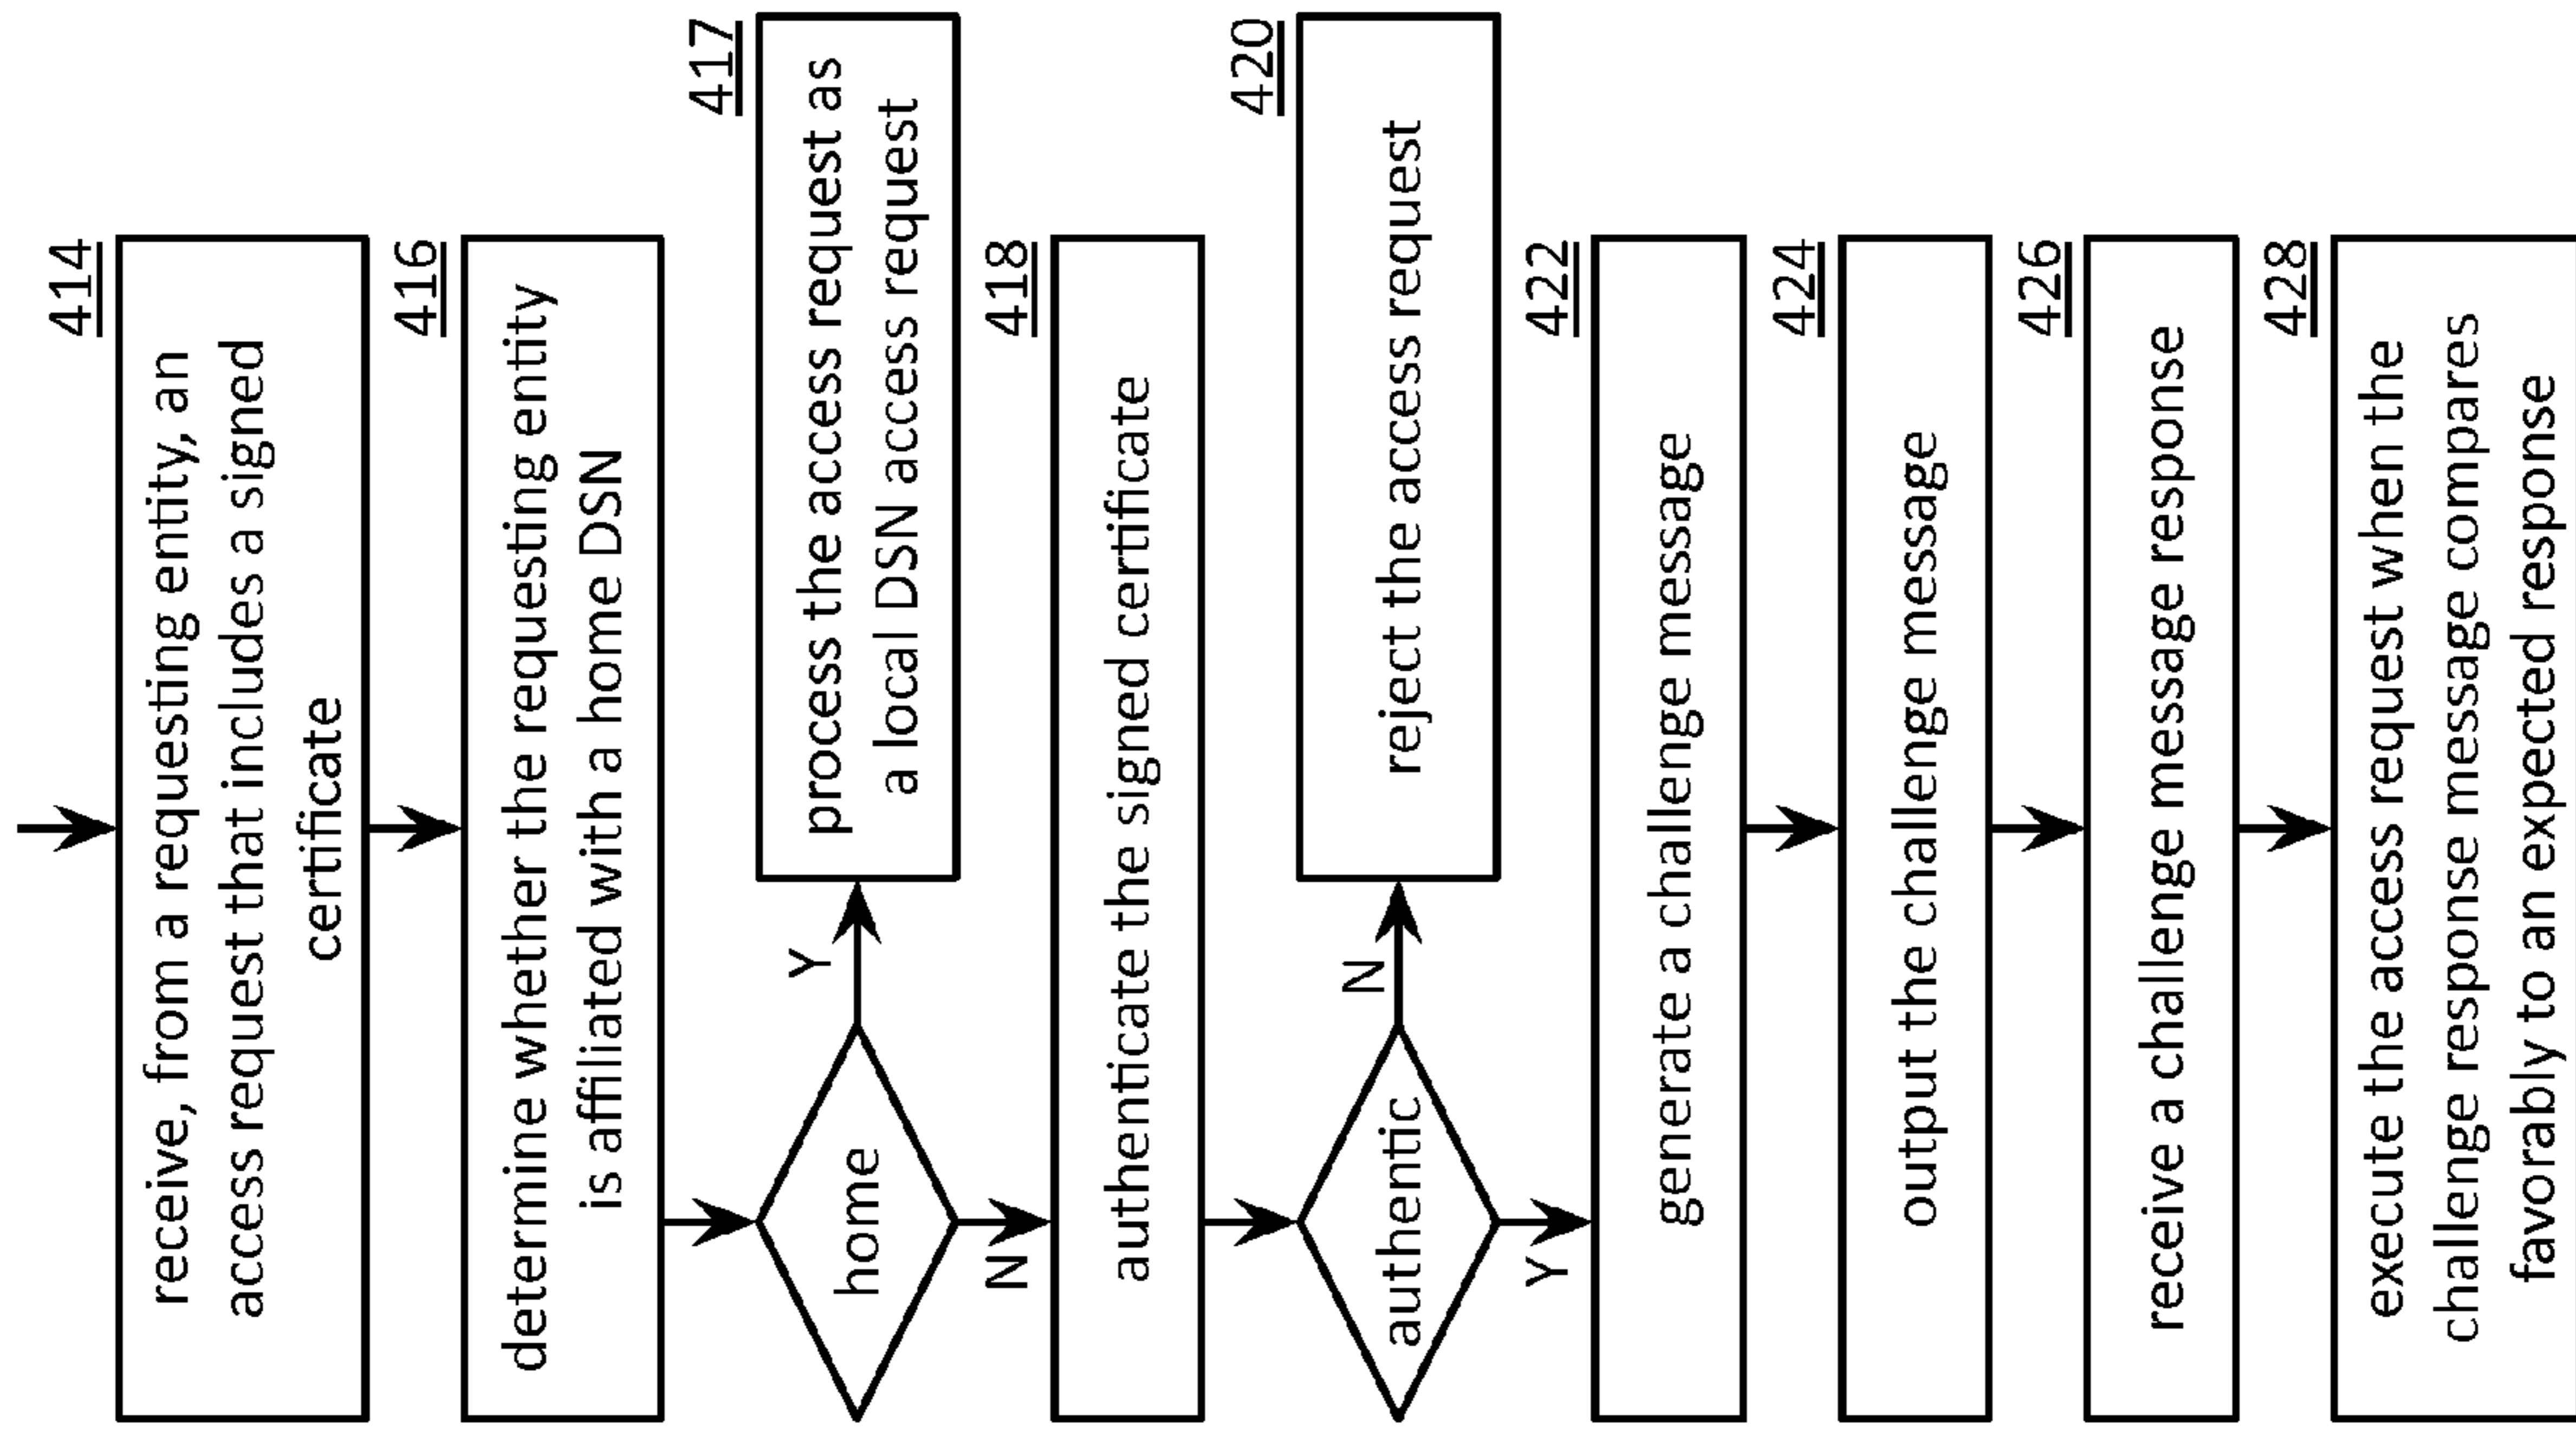 414
receive, from a requesting entity, an
access request that includes a signed
certificate
416
determine whether the requesting entity
is affiliated with a home DSN
home
Y
N
417
process the access request as
a local DSN access request
418
authenticate the signed certificate
authentic
N
Y
420
reject the access request
422
generate a challenge message
424
output the challenge message
426
receive a challenge message response
428
execute the access request when the
challenge response message compares
favorably to an expected response